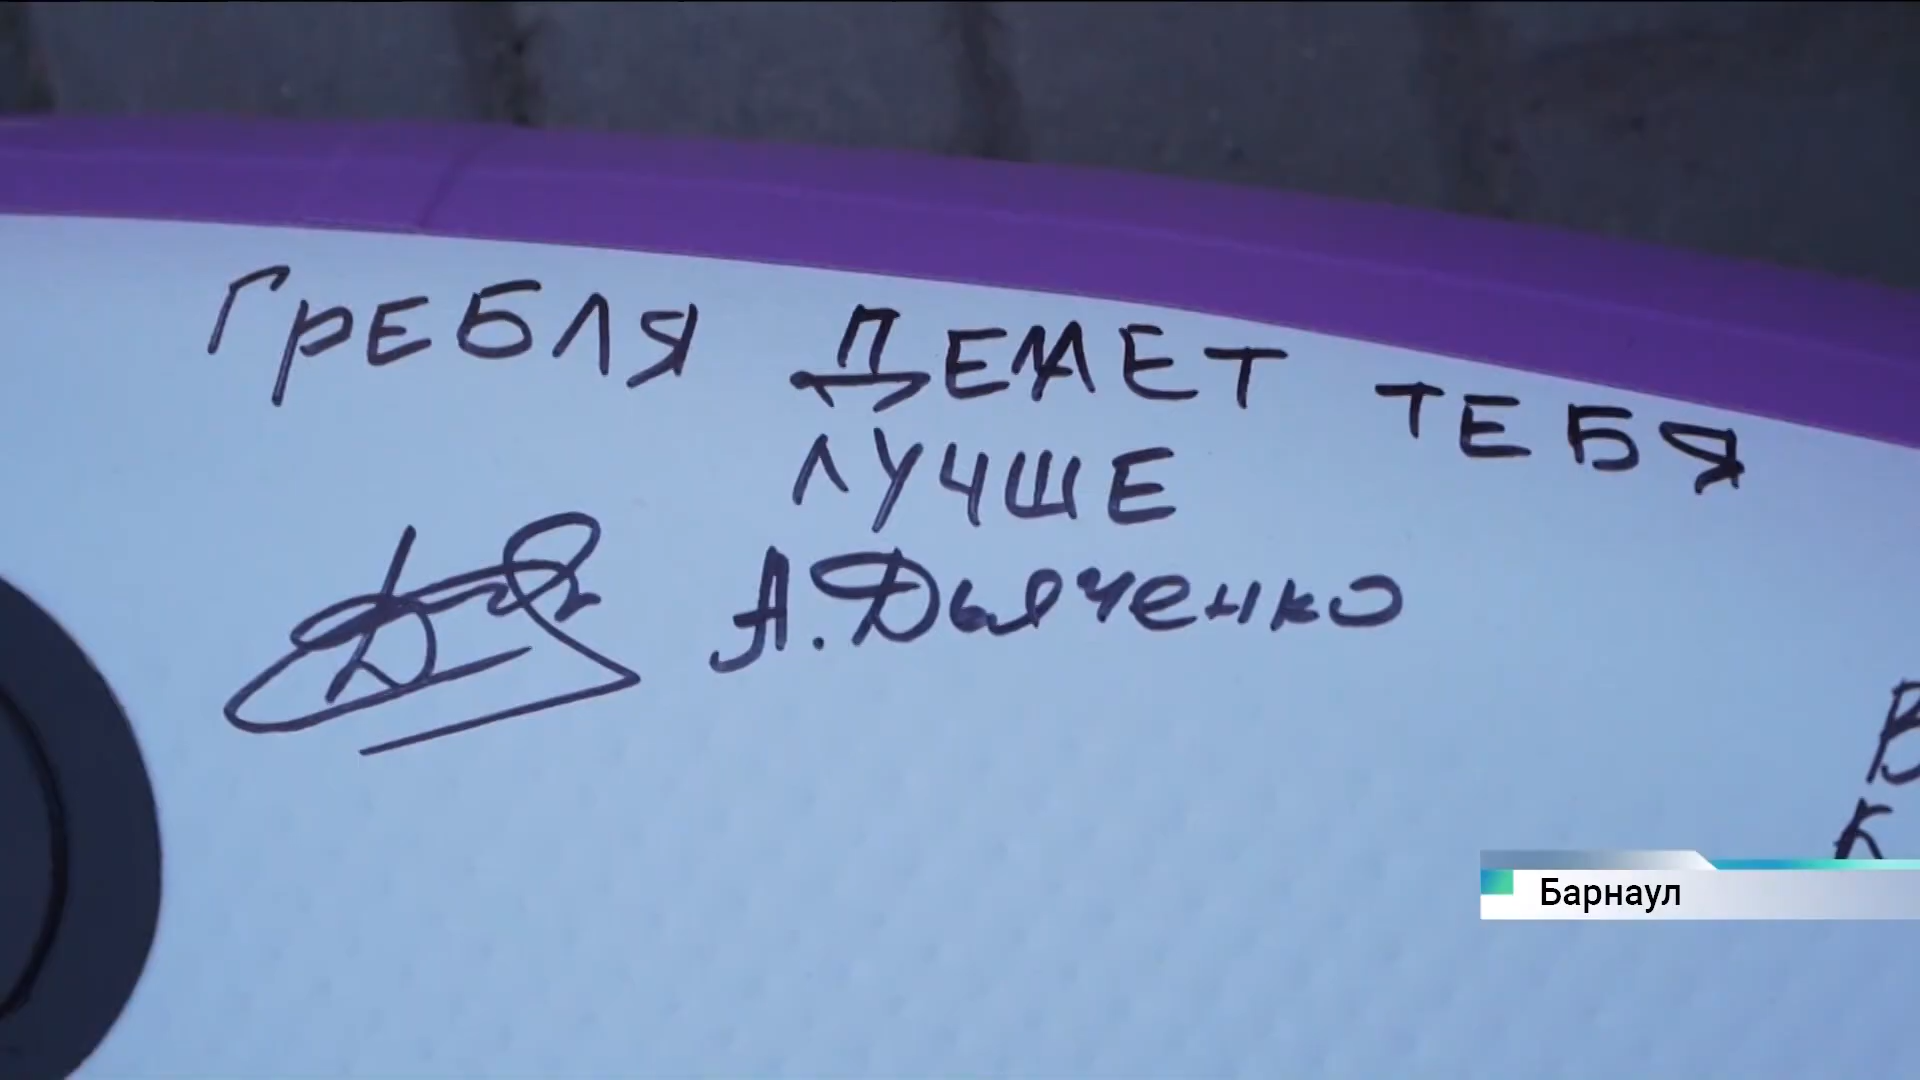 Гребля делает тебя
лучше
А. Дьяченко
В
К
Барнаул